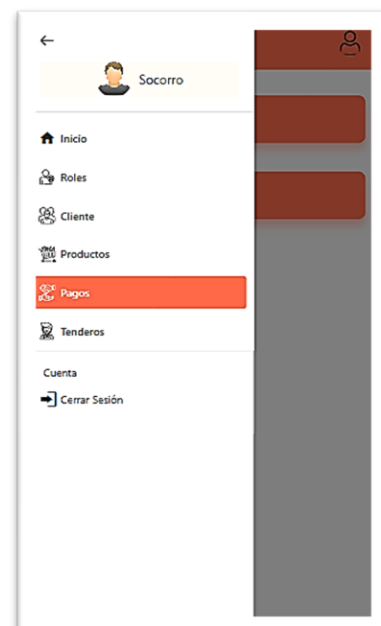 Socorro
Inicio
Roles
Cliente
Productos
Pagos
Tenderos
Cuenta
Cerrar Sesión